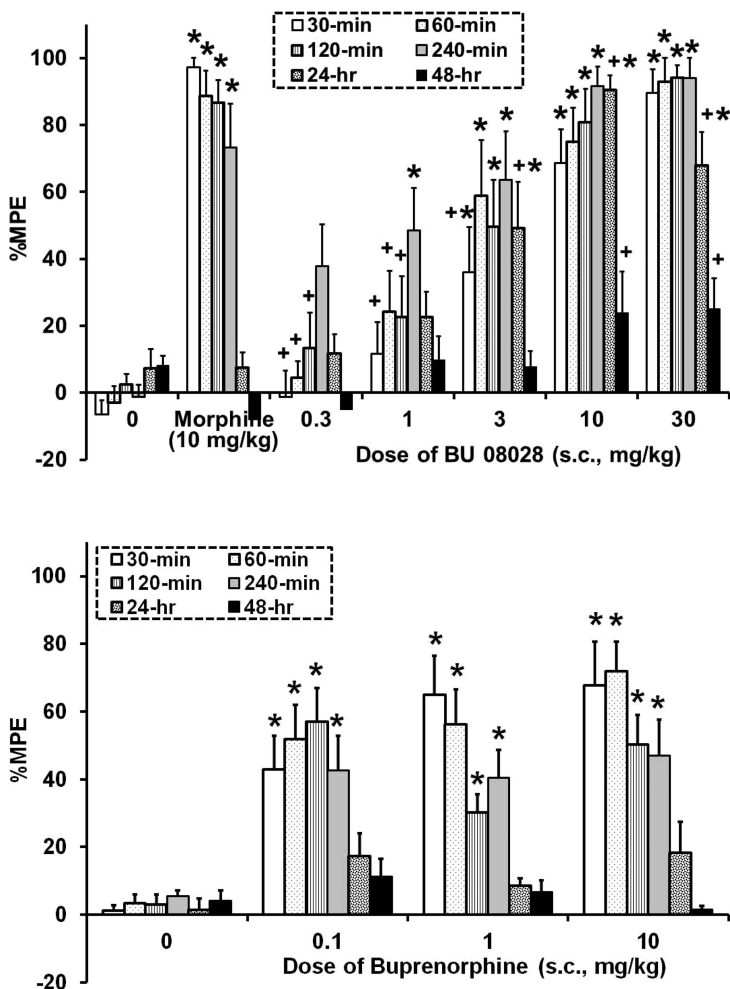 30-min 60-min
120-min 240-min
24-hr 48-hr
100
80
60
40
20
0
-20
%MPE
* * * *
+ + +
+ + + *
+* * * * +*
* * * * +* +
* * * * +* +
0 Morphine 0.3 1 3 10 30
(10 mg/kg)
Dose of BU 08028 (s.c., mg/kg)
30-min 60-min
120-min 240-min
24-hr 48-hr
100
80
60
40
20
0
-20
%MPE
* * * *
* * * *
* * * *
0 0.1 1 10
Dose of Buprenorphine (s.c., mg/kg)